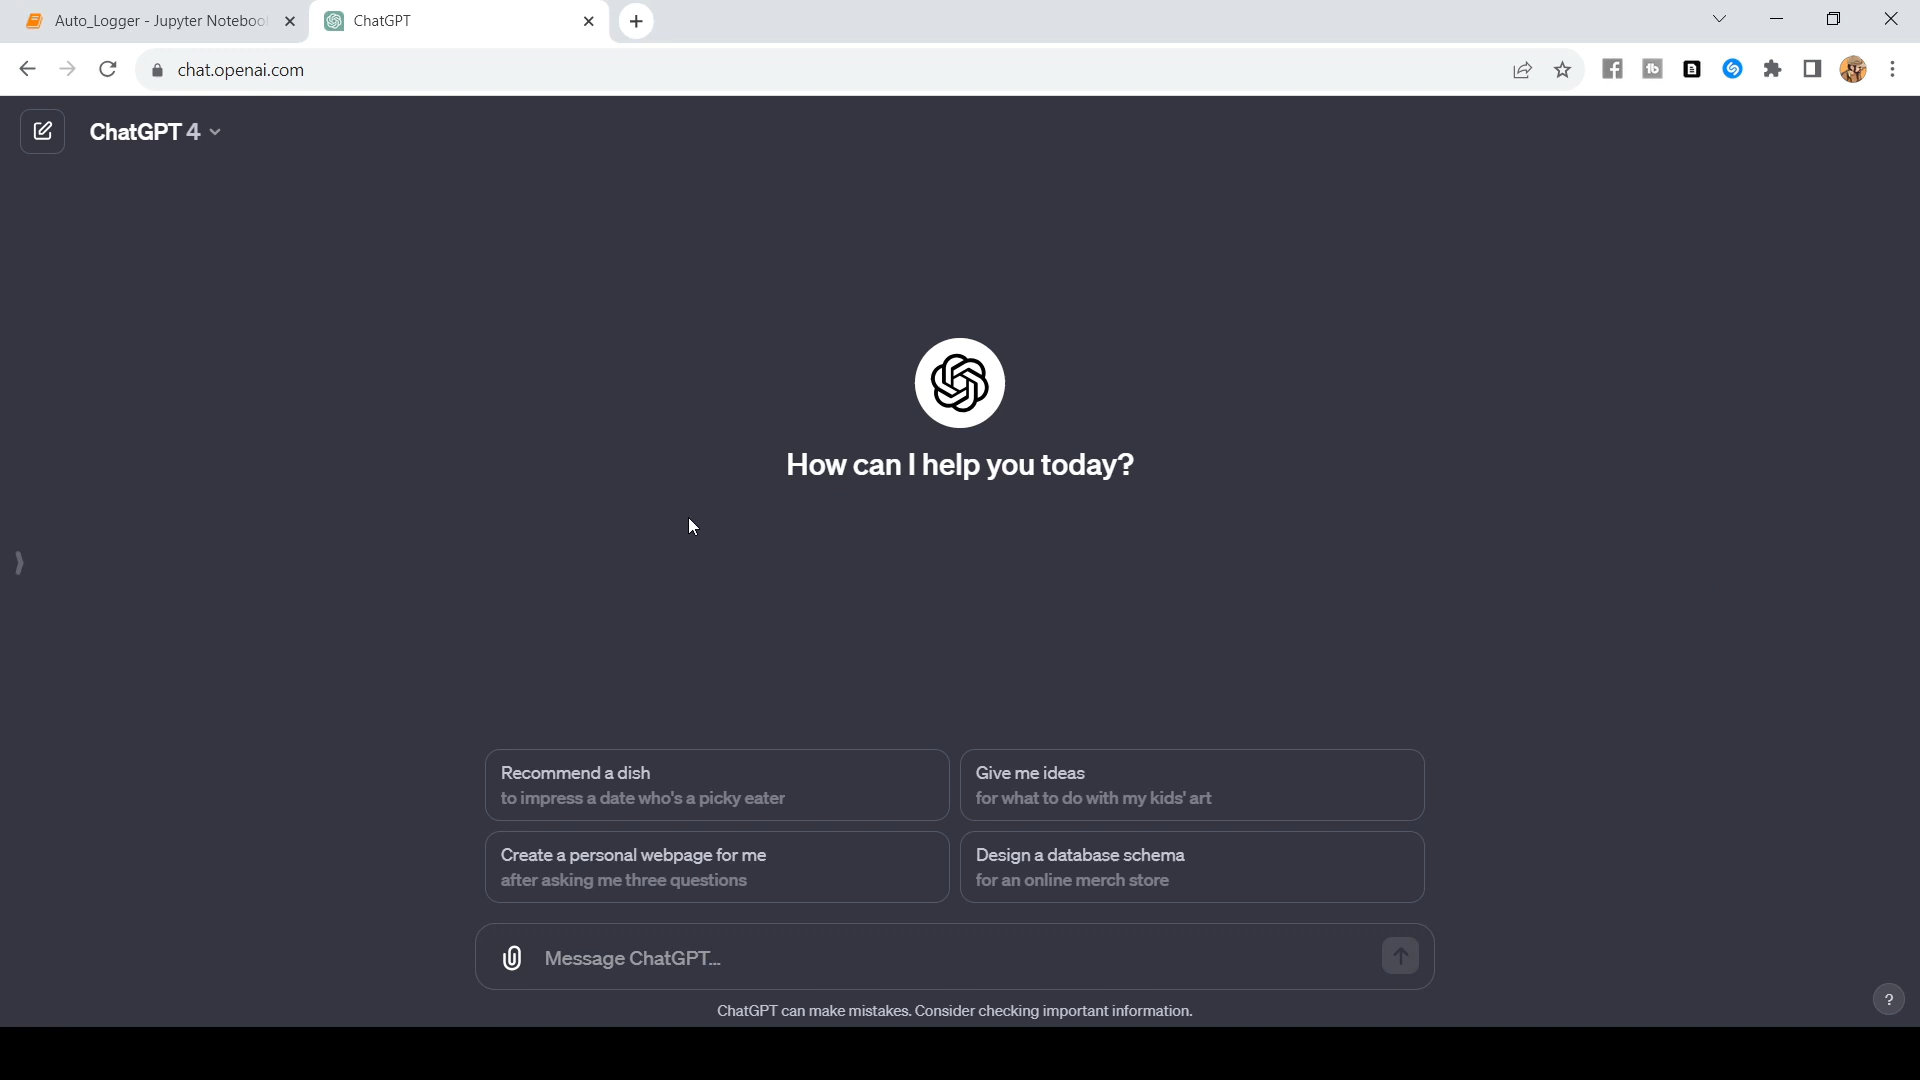 Auto_Logger - Jupyter Noteboo
ChatGPT
chat.openai.com
ChatGPT 4
How can I help you today?
Recommend a dish
to impress a date who's a picky eater
Give me ideas
for what to do with my kids' art
Create a personal webpage for me
after asking me three questions
Design a database schema
for an online merch store
Message ChatGPT...
ChatGPT can make mistakes. Consider checking important information.
?